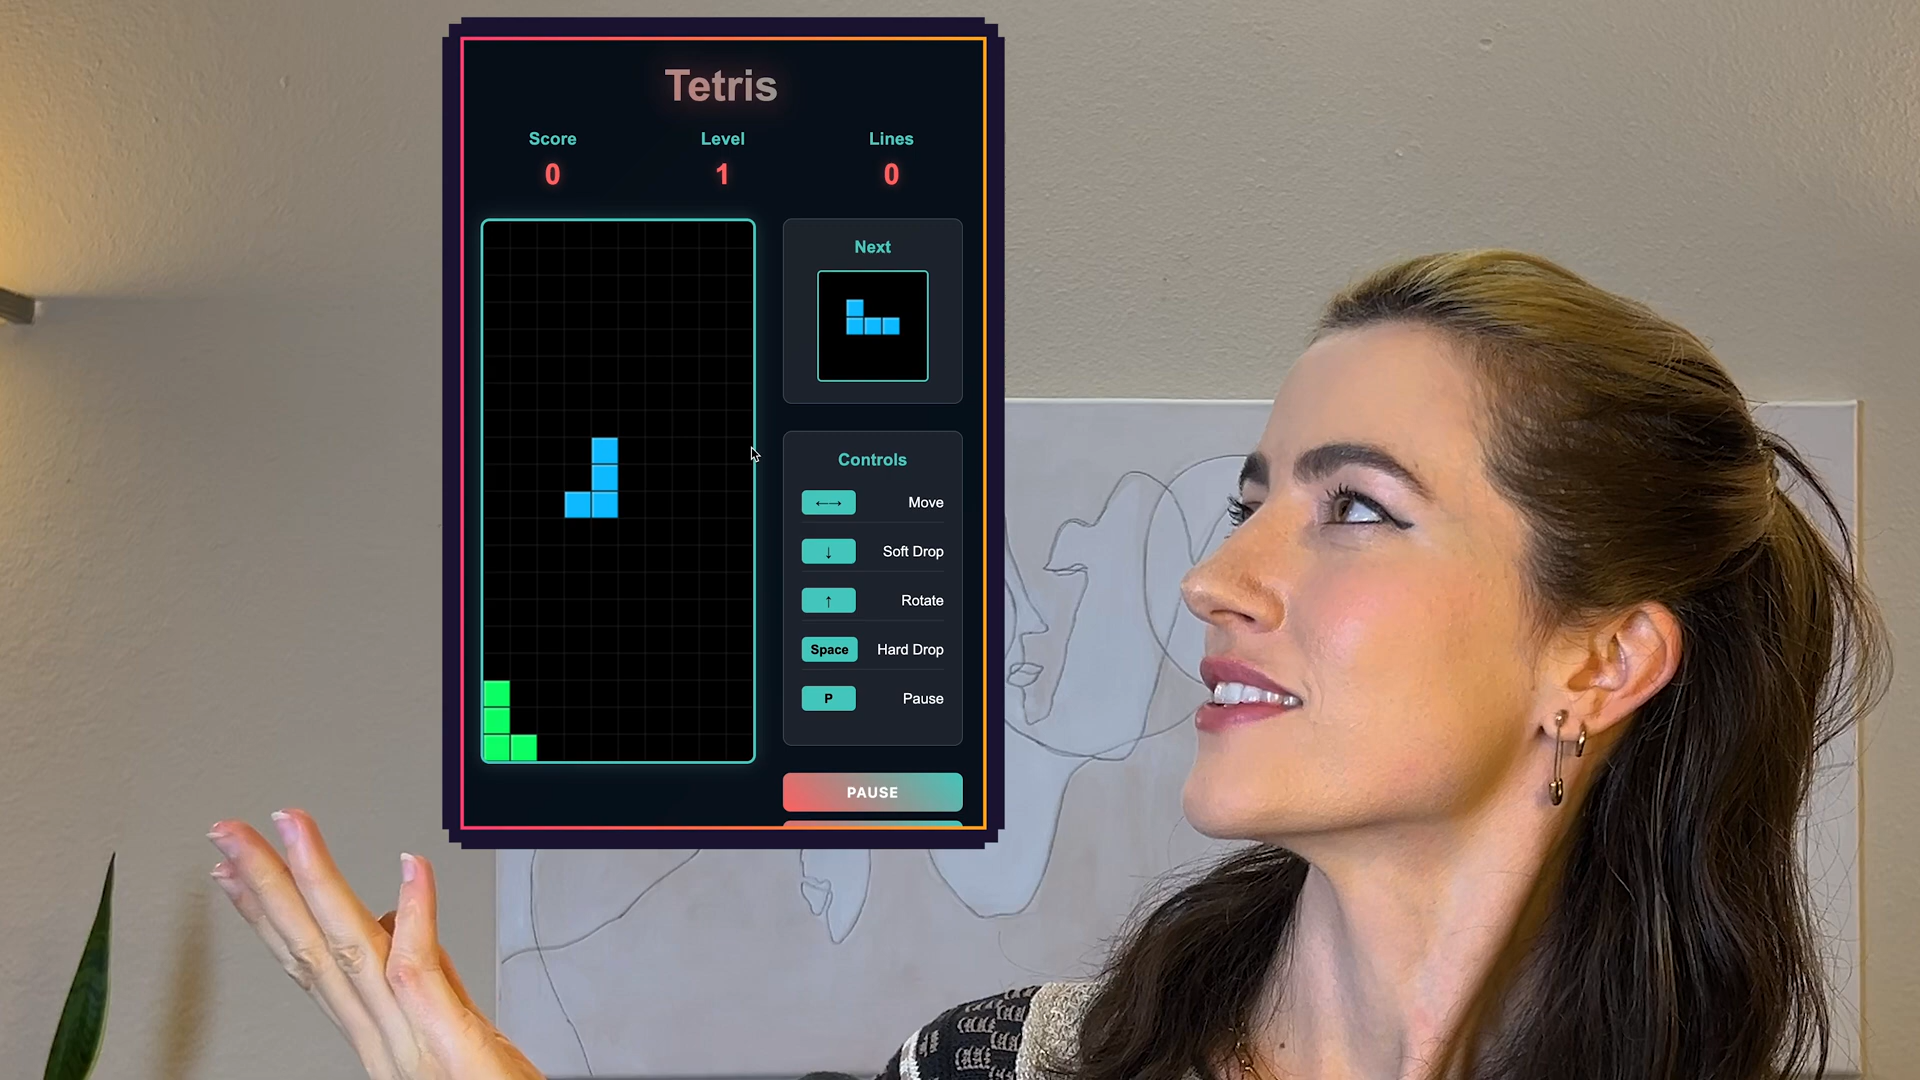 Tetris
Score Level Lines
0 1 0
Next
Controls
←→ Move
↓ Soft Drop
↑ Rotate
Space Hard Drop
P Pause
PAUSE